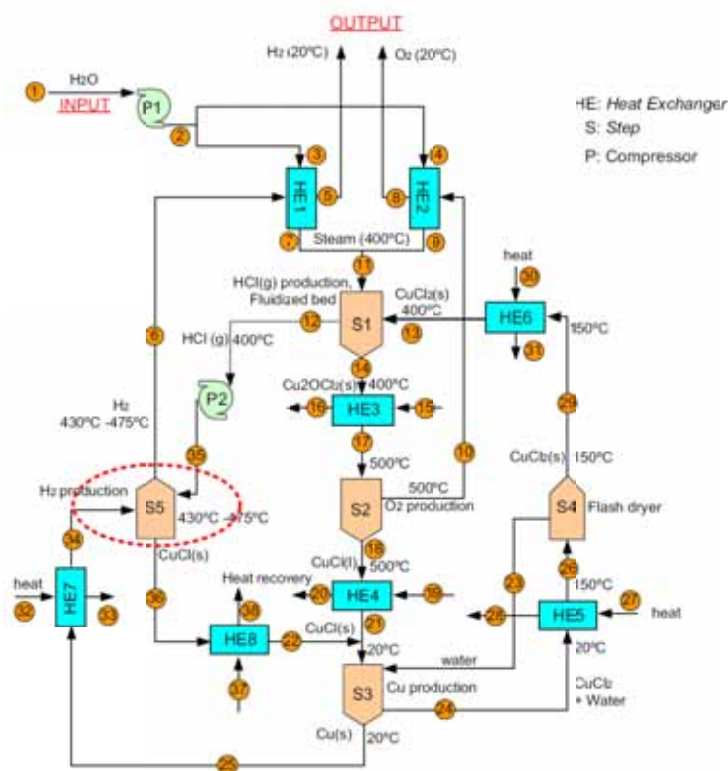 OUTPUT
H2 (20ºC)
O2 (20ºC)
1
H2O
INPUT
P1
2
HE: Heat Exchanger
S: Step
P: Compressor
3
4
HE1
5
8
HE2
7
Steam (400ºC)
9
11
heat
30
HCl(g) production,
Fluidized bed
CuCl2(s)
400ºC
12
S1
13
HE6
150ºC
HCl (g)
400ºC
31
14
6
P2
Cu2OCl2(s)
400ºC
16
HE3
15
29
H2
430ºC -475ºC
17
10
35
500ºC
CuCl2(s)
150ºC
H2 production
S5
430ºC -475ºC
S2
500ºC
O2 production
S4
Flash dryer
34
CuCl(s)
18
CuCl(l)
500ºC
23
26
heat
HE7
Heat recovery
150ºC
32
33
36
38
20
HE4
19
28
HE5
27
heat
HE8
22
CuCl(s)
21
20ºC
20ºC
water
37
S3
Cu production
24
CuCl2
+ Water
Cu(s)
20ºC
25